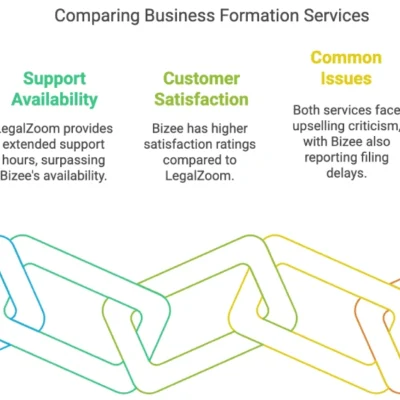 Comparing Business Formation Services
Support
Availability
LegalZoom provides
extended support
hours, surpassing
Bizee's availability.
Customer
Satisfaction
Bizee has higher
satisfaction ratings
compared to
LegalZoom.
Common
Issues
Both services face
upselling criticism,
with Bizee also
reporting filing
delays.